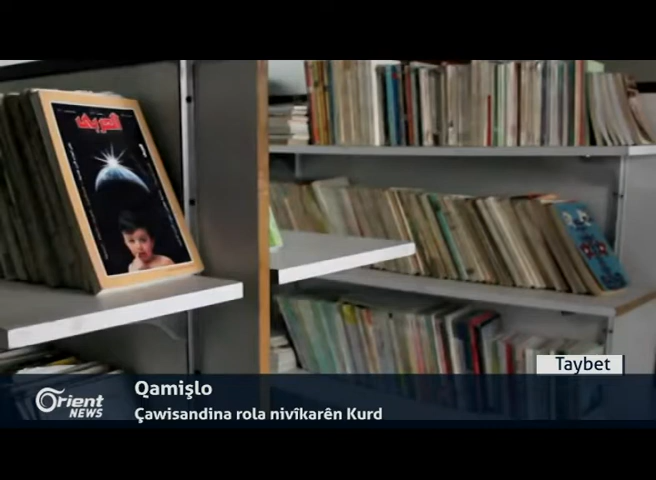 العربي
Taybet
Qamişlo
Orient NEWS
Çawisandina rola nivîkarên Kurd